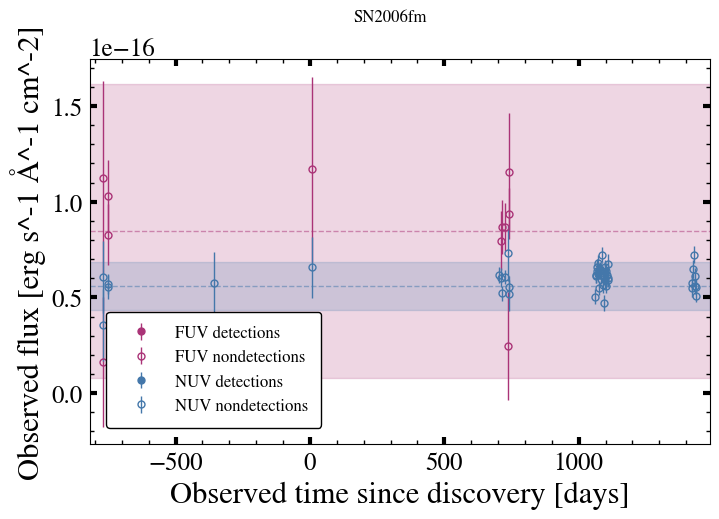 SN2006fm
1e−16
Observed flux [erg s^-1 Å^-1 cm^-2]
1.5
1.0
0.5
0.0
FUV detections
FUV nondetections
NUV detections
NUV nondetections
−500 0 500 1000
Observed time since discovery [days]